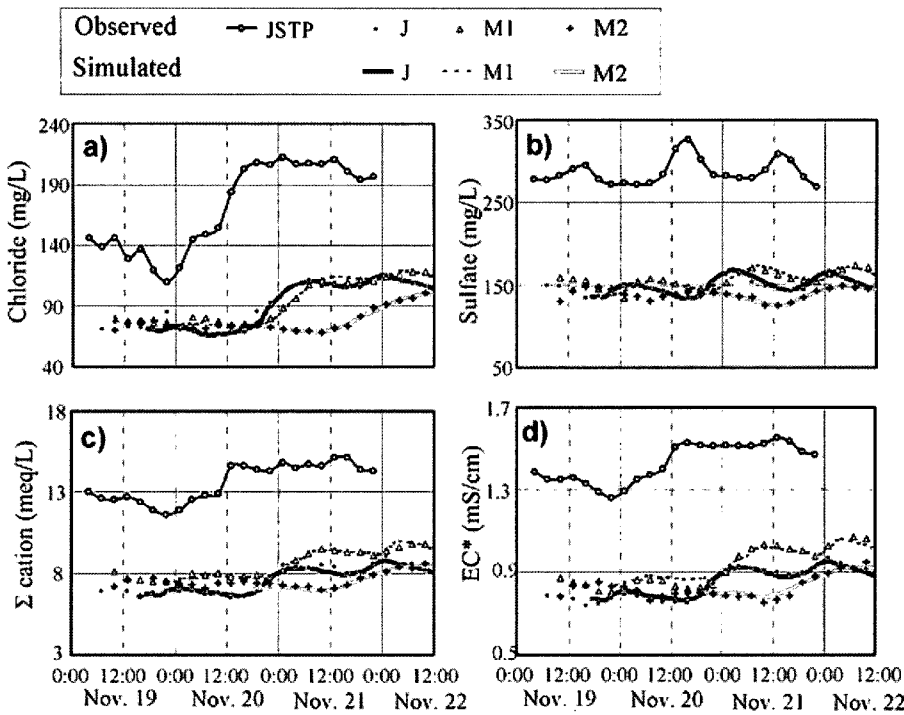 Observed JSTP J M1 M2
Simulated J M1 M2
a)
Chloride (mg/L)
240
190
140
90
40
b)
Sulfate (mg/L)
350
250
150
50
c)
Σ cation (meq/L)
18
13
8
3
d)
EC* (mS/cm)
1.7
1.3
0.9
0.5
0:00 12:00 0:00 12:00 0:00 12:00 0:00 12:00
Nov. 19 Nov. 20 Nov. 21 Nov. 22
0:00 12:00 0:00 12:00 0:00 12:00 0:00 12:00
Nov. 19 Nov. 20 Nov. 21 Nov. 22